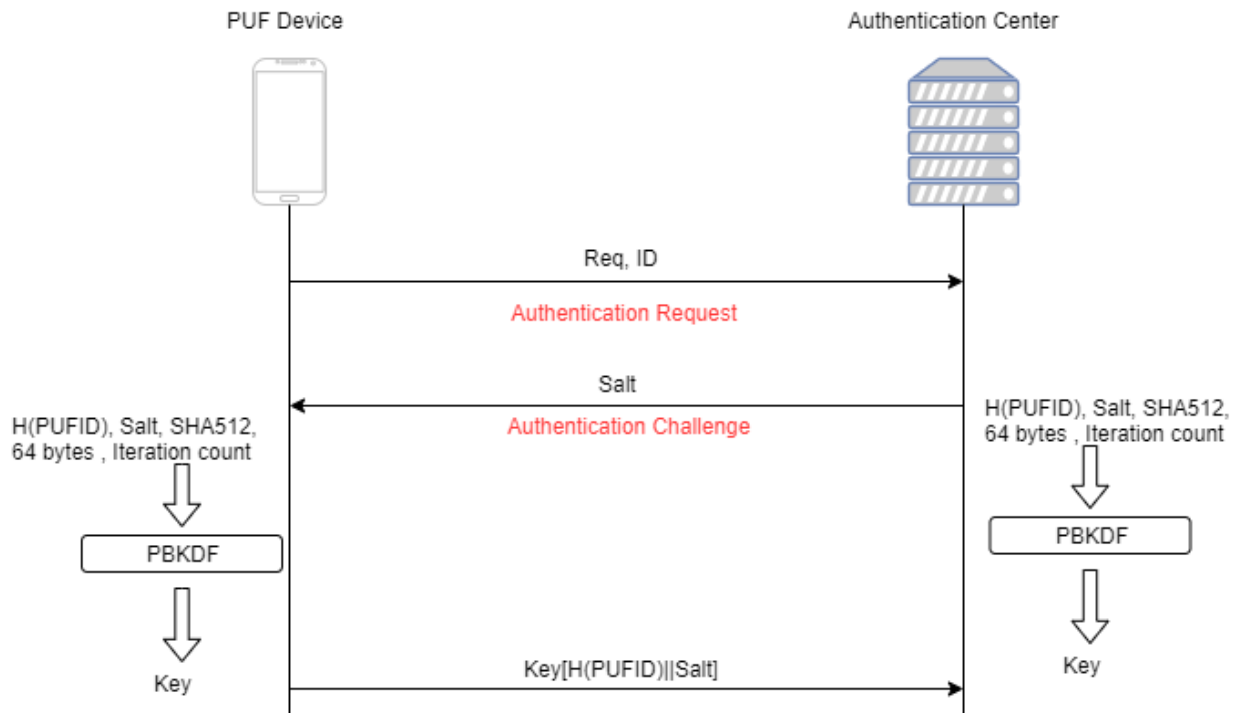 PUF Device
Authentication Center
Req, ID
Authentication Request
Salt
Authentication Challenge
H(PUFID), Salt, SHA512,
64 bytes , Iteration count
PBKDF
Key
H(PUFID), Salt, SHA512,
64 bytes , Iteration count
PBKDF
Key
Key[H(PUFID)||Salt]